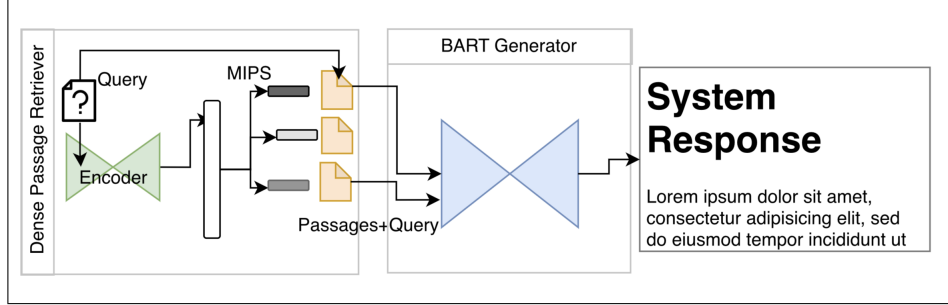 Dense Passage Retriever
Query
?
Encoder
MIPS
Passages+Query
BART Generator
System
Response
Lorem ipsum dolor sit amet,
consectetur adipisicing elit, sed
do eiusmod tempor incididunt ut